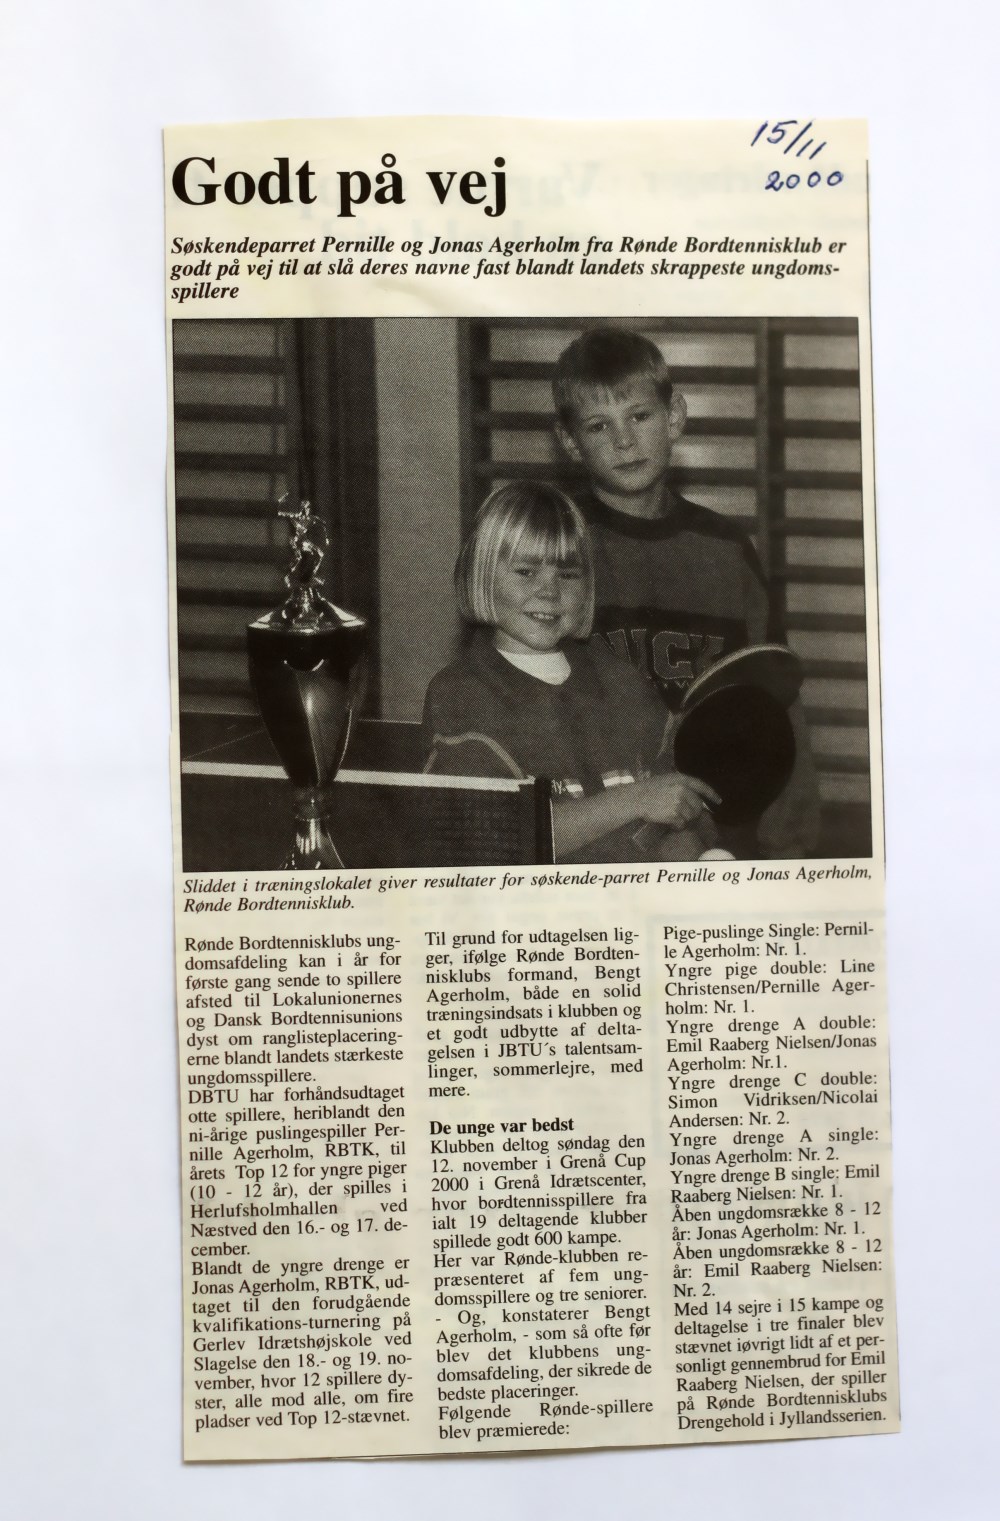 15/11
2000
Godt på vej
Søskendeparret Pernille og Jonas Agerholm fra Rønde Bordtennisklub er
godt på vej til at slå deres navne fast blandt landets skrappeste ungdoms-
spillere
Sliddet i træningslokalet giver resultater for søskende-parret Pernille og Jonas Agerholm,
Rønde Bordtennisklub.
Rønde Bordtennisklubs ung-
domsafdeling kan i år for
første gang sende to spillere
afsted til Lokalunionernes
og Dansk Bordtennisunions
dyst om ranglisteplacering-
erne blandt landets stærkeste
ungdomsspillere.
DBTU har forhåndsudtaget
otte spillere, heriblandt den
ni-årige puslingespiller Per-
nille Agerholm, RBTK, til
årets Top 12 for yngre piger
(10 - 12 år), der spilles i
Herlufsholmhallen ved
Næstved den 16.- og 17. de-
cember.
Blandt de yngre drenge er
Jonas Agerholm, RBTK, ud-
taget til den forudgående
kvalifikations-turnering på
Gerlev Idrætshøjskole ved
Slagelse den 18.- og 19. no-
vember, hvor 12 spillere dy-
ster, alle mod alle, om fire
pladser ved Top 12-stævnet.
Til grund for udtagelsen lig-
ger, ifølge Rønde Bordten-
nisklubs formand, Bengt
Agerholm, både en solid
træningsindsats i klubben og
et godt udbytte af delta-
gelsen i JBTU´s talentsam-
linger, sommerlejre, med
mere.
De unge var bedst
Klubben deltog søndag den
12. november i Grenå Cup
2000 i Grenå Idrætscenter,
hvor bordtennisspillere fra
ialt 19 deltagende klubber
spillede godt 600 kampe.
Her var Rønde-klubben re-
præsenteret af fem ung-
domsspillere og tre seniorer.
- Og, konstaterer Bengt
Agerholm, - som så ofte før
blev det klubbens ung-
domsafdeling, der sikrede de
bedste placeringer.
Følgende Rønde-spillere
blev præmierede:
Pige-puslinge Single: Pernil-
le Agerholm: Nr. 1.
Yngre pige double: Line
Christensen/Pernille Ager-
holm: Nr. 1.
Yngre drenge A double:
Emil Raaberg Nielsen/Jonas
Agerholm: Nr.1.
Yngre drenge C double:
Simon Vidriksen/Nicolai
Andersen: Nr. 2.
Yngre drenge A single:
Jonas Agerholm: Nr. 2.
Yngre drenge B single: Emil
Raaberg Nielsen: Nr. 1.
Åben ungdomsrække 8 - 12
år: Jonas Agerholm: Nr. 1.
Åben ungdomsrække 8 - 12
år: Emil Raaberg Nielsen:
Nr. 2.
Med 14 sejre i 15 kampe og
deltagelse i tre finaler blev
stævnet iøvrigt lidt af et per-
sonligt gennembrud for Emil
Raaberg Nielsen, der spiller
på Rønde Bordtennisklubs
Drengehold i Jyllandsserien.